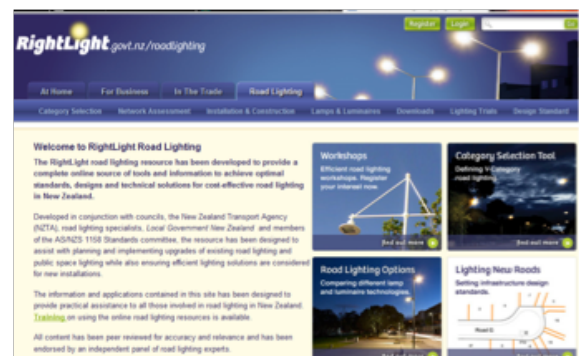 Register Login Go
RightLight.govt.nz/roadlighting
At Home For Business In The Trade Road Lighting
Category Selection Network Assessment Installation & Construction Lamps & Luminaires Downloads Lighting Trails Design Standard
Welcome to RightLight Road Lighting
The RightLight road lighting resource has been developed to provide a
complete online source of tools and information to achieve optimal
standards, designs and technical solutions for cost-effective road lighting
in New Zealand.
Developed in conjunction with councils, the New Zealand Transport Agency
(NZTA), road lighting specialists, Local Government New Zealand and members
of the AS/NZS 1158 Standards committee, the resource has been designed to
assist with planning and implementing upgrades of existing road lighting and
public space lighting while also ensuring efficient lighting solutions are considered
for new installations.
The information and applications contained in this site has been designed to
provide practical assistance to all those involved in road lighting in New Zealand.
Training on using the online road lighting resources is available.
All content has been peer reviewed for accuracy and relevance and has been
endorsed by an independent panel of road lighting experts.
Workshops
Efficient road lighting
workshops. Register
your interest now.
find out more
Category Selection Tool
Defining V-Category
road lighting.
find out more
Road Lighting Options
Comparing different lamp
and luminaire technologies.
find out more
Lighting New Roads
Setting infrastructure design
standards.
Road G
find out more